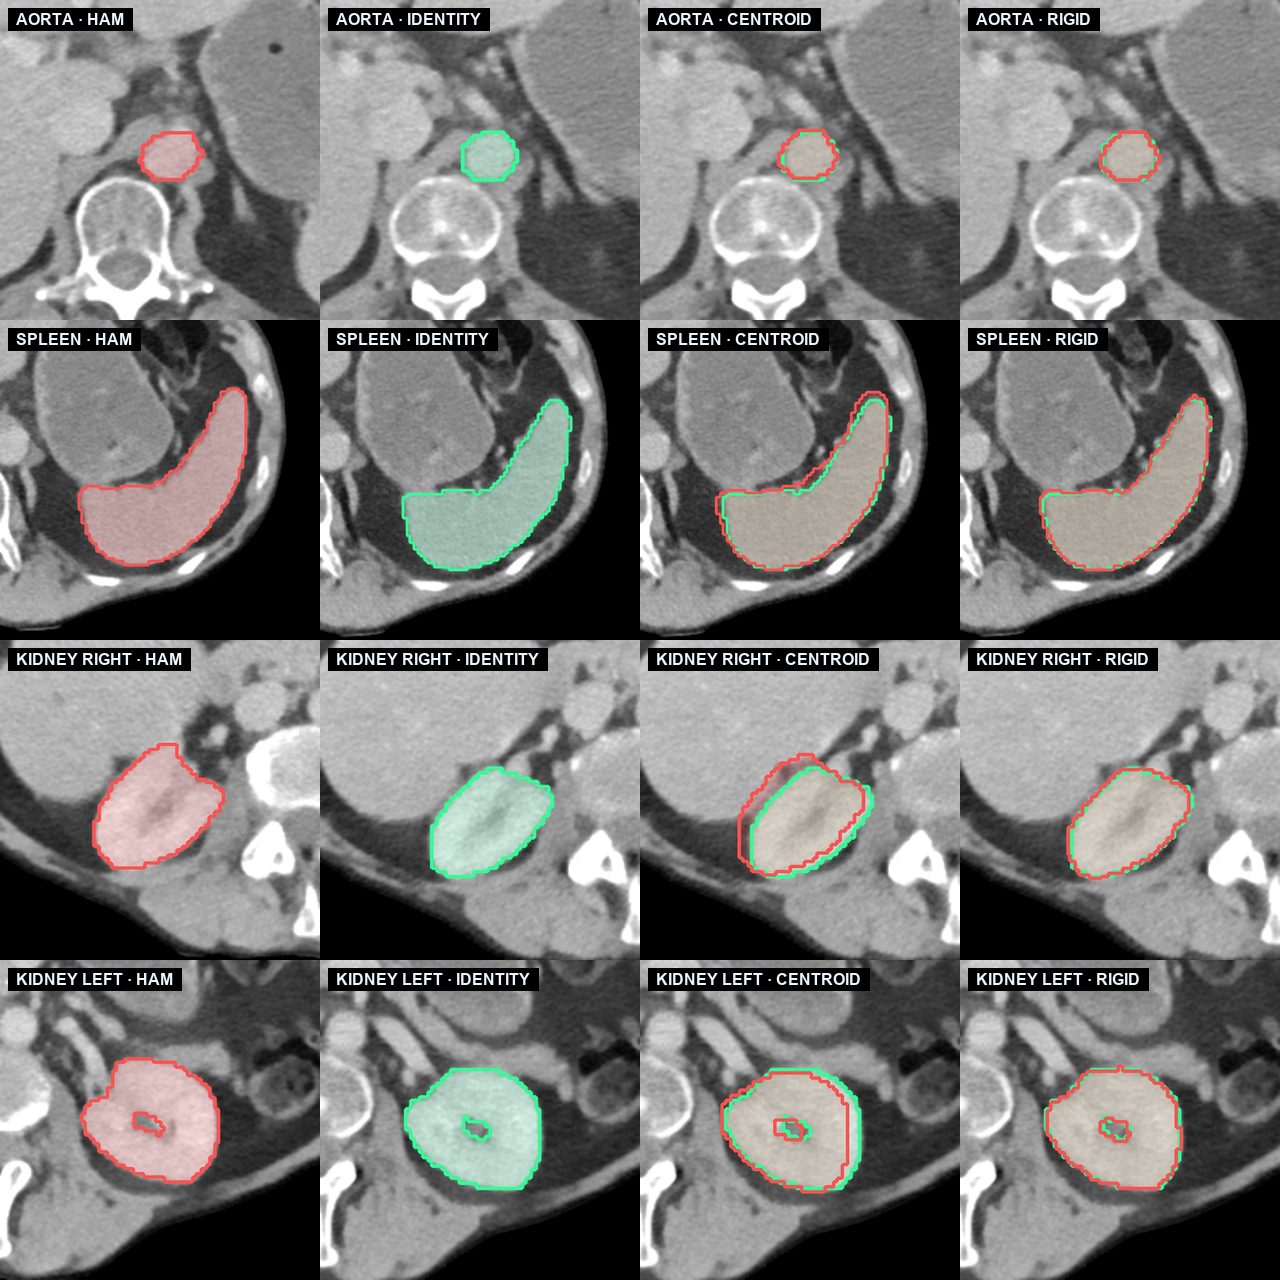 AORTA · HAM
AORTA · IDENTITY
AORTA · CENTROID
AORTA · RIGID
SPLEEN · HAM
SPLEEN · IDENTITY
SPLEEN · CENTROID
SPLEEN · RIGID
KIDNEY RIGHT · HAM
KIDNEY RIGHT · IDENTITY
KIDNEY RIGHT · CENTROID
KIDNEY RIGHT · RIGID
KIDNEY LEFT · HAM
KIDNEY LEFT · IDENTITY
KIDNEY LEFT · CENTROID
KIDNEY LEFT · RIGID